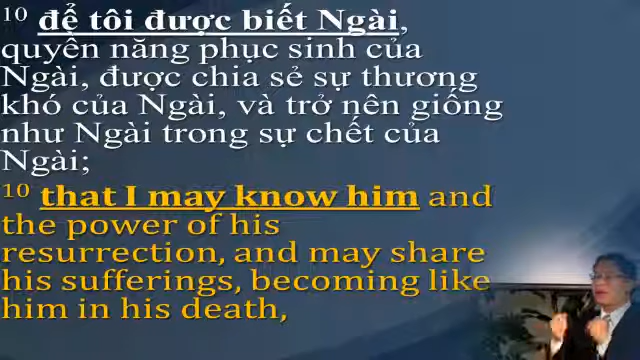 10 để tôi được biết Ngài,
quyền năng phục sinh của
Ngài, được chia sẻ sự thương
khó của Ngài, và trở nên giống
như Ngài trong sự chết của
Ngài;
10 that I may know him and
the power of his
resurrection, and may share
his sufferings, becoming like
him in his death,